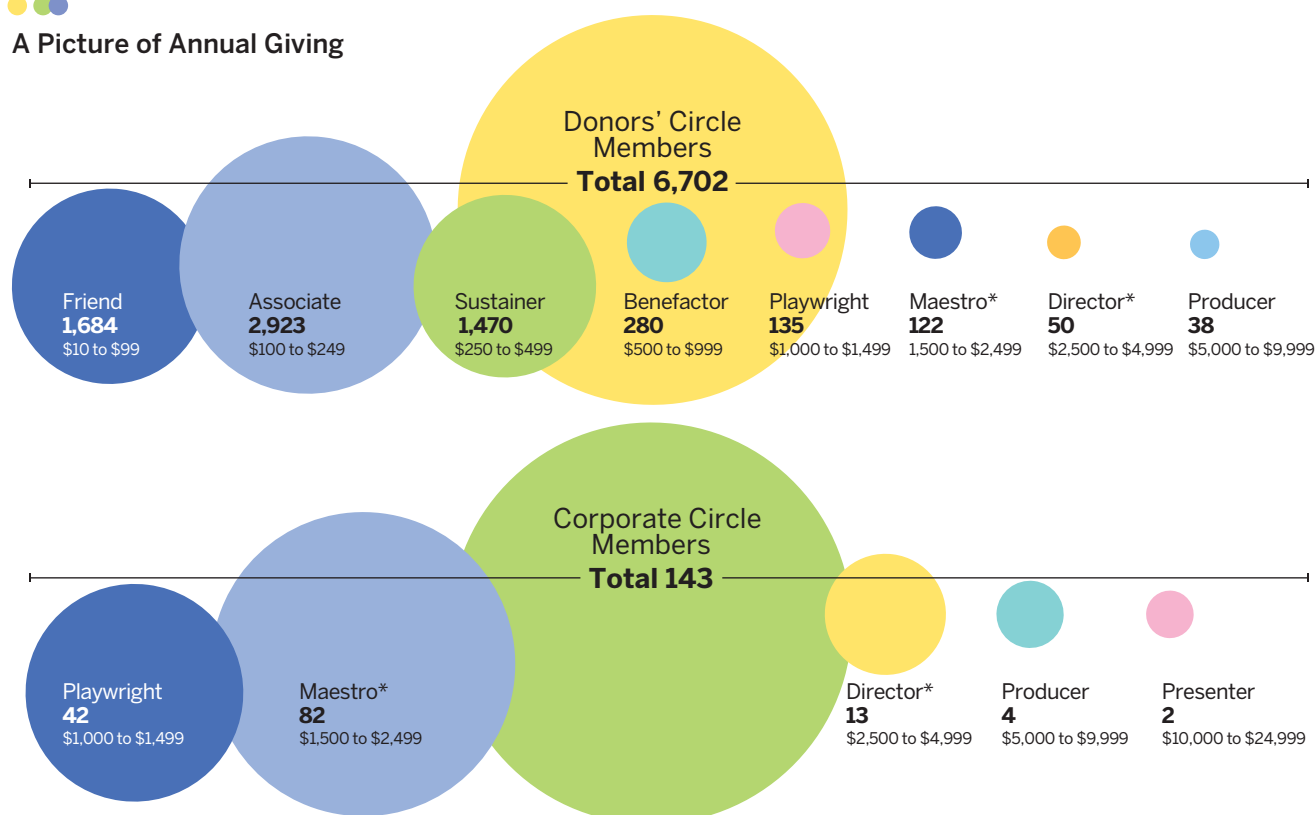 A Picture of Annual Giving
Donors’ Circle
Members
Total 6,702
Friend
1,684
$10 to $99
Associate
2,923
$100 to $249
Sustainer
1,470
$250 to $499
Benefactor
280
$500 to $999
Playwright
135
$1,000 to $1,499
Maestro*
122
1,500 to $2,499
Director*
50
$2,500 to $4,999
Producer
38
$5,000 to $9,999
Corporate Circle
Members
Total 143
Playwright
42
$1,000 to $1,499
Maestro*
82
$1,500 to $2,499
Director*
13
$2,500 to $4,999
Producer
4
$5,000 to $9,999
Presenter
2
$10,000 to $24,999